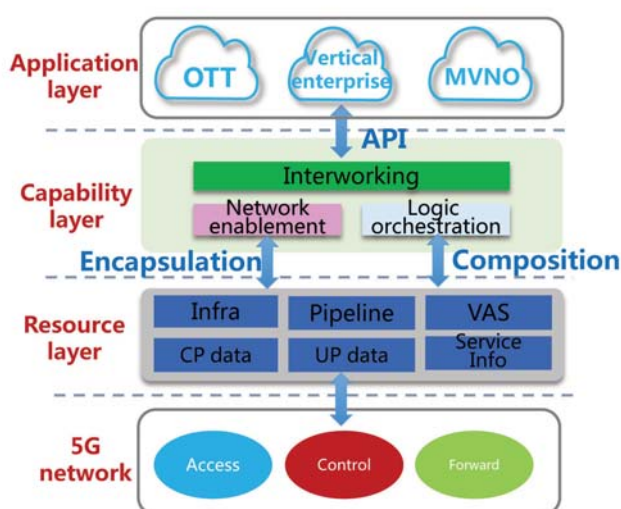 Application
layer
OTT
Vertical
enterprise
MVNO
API
Capability
layer
Interworking
Network
enablement
Logic
orchestration
Encapsulation
Composition
Resource
layer
Infra
Pipeline
VAS
CP data
UP data
Service
Info
5G
network
Access
Control
Forward